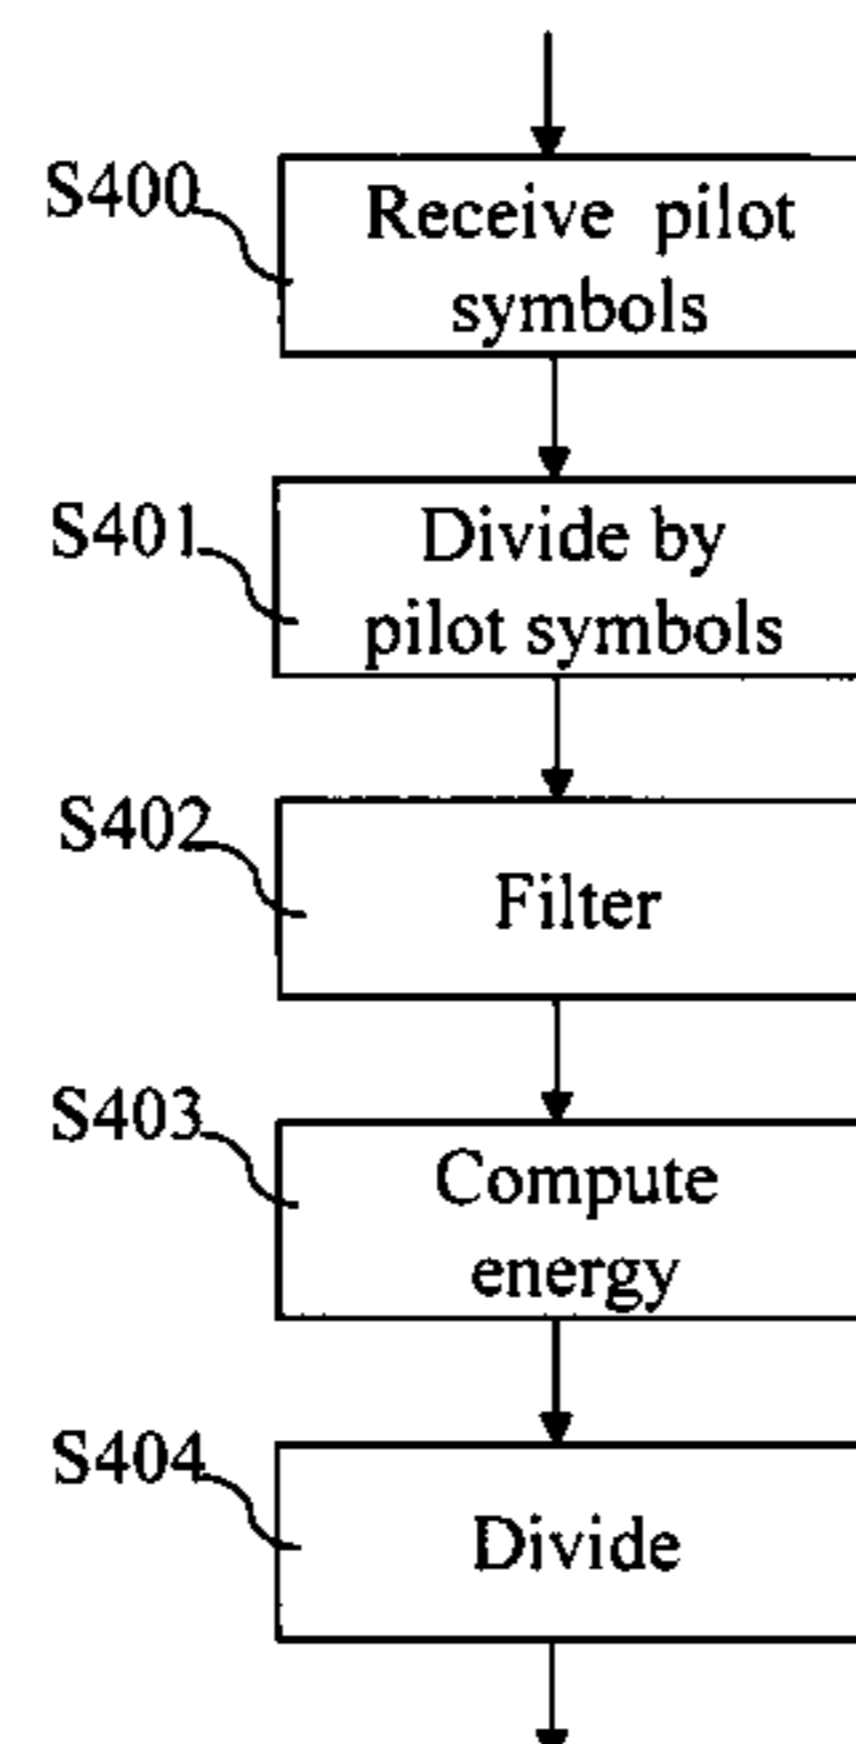 S400
Receive pilot
symbols
S401
Divide by
pilot symbols
S402
Filter
S403
Compute
energy
S404
Divide